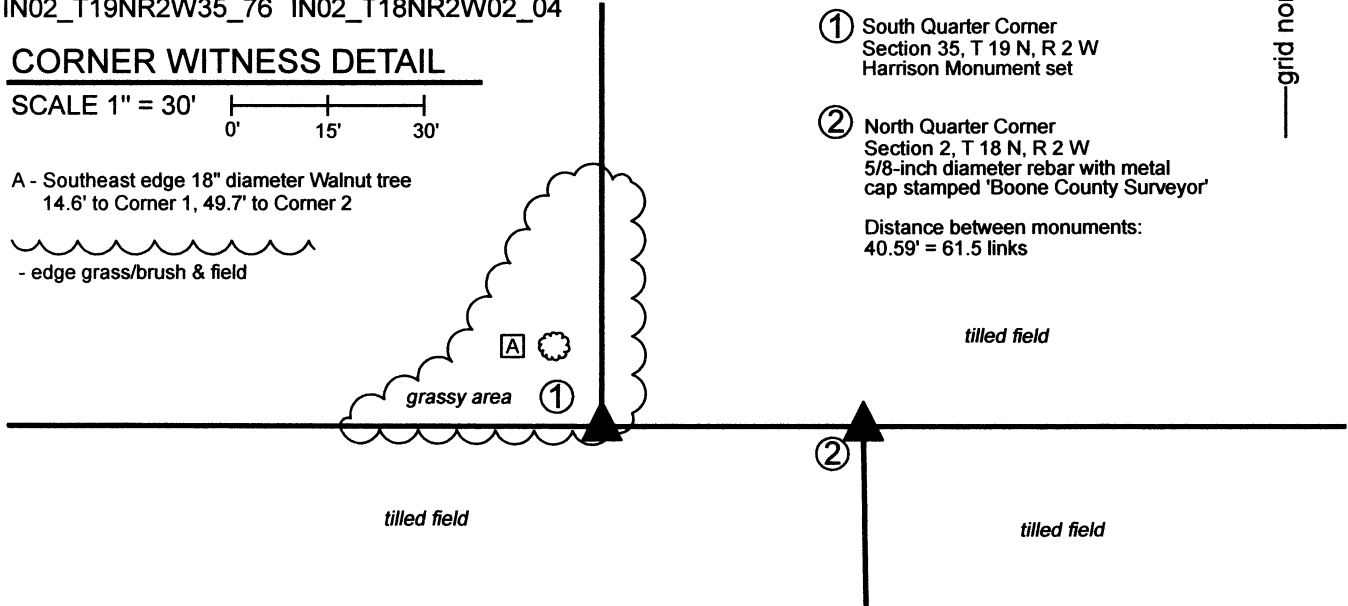 IN02_T19NR2W35_76 IN02_T18NR2W02_04
CORNER WITNESS DETAIL
SCALE 1" = 30'
0' 15' 30'
A - Southeast edge 18" diameter Walnut tree
14.6' to Corner 1, 49.7' to Corner 2
- edge grass/brush & field
1 South Quarter Corner
Section 35, T 19 N, R 2 W
Harrison Monument set
2 North Quarter Corner
Section 2, T 18 N, R 2 W
5/8-inch diameter rebar with metal
cap stamped 'Boone County Surveyor'
Distance between monuments:
40.59' = 61.5 links
grid
tilled field
A
grassy area 1
2
tilled field
tilled field